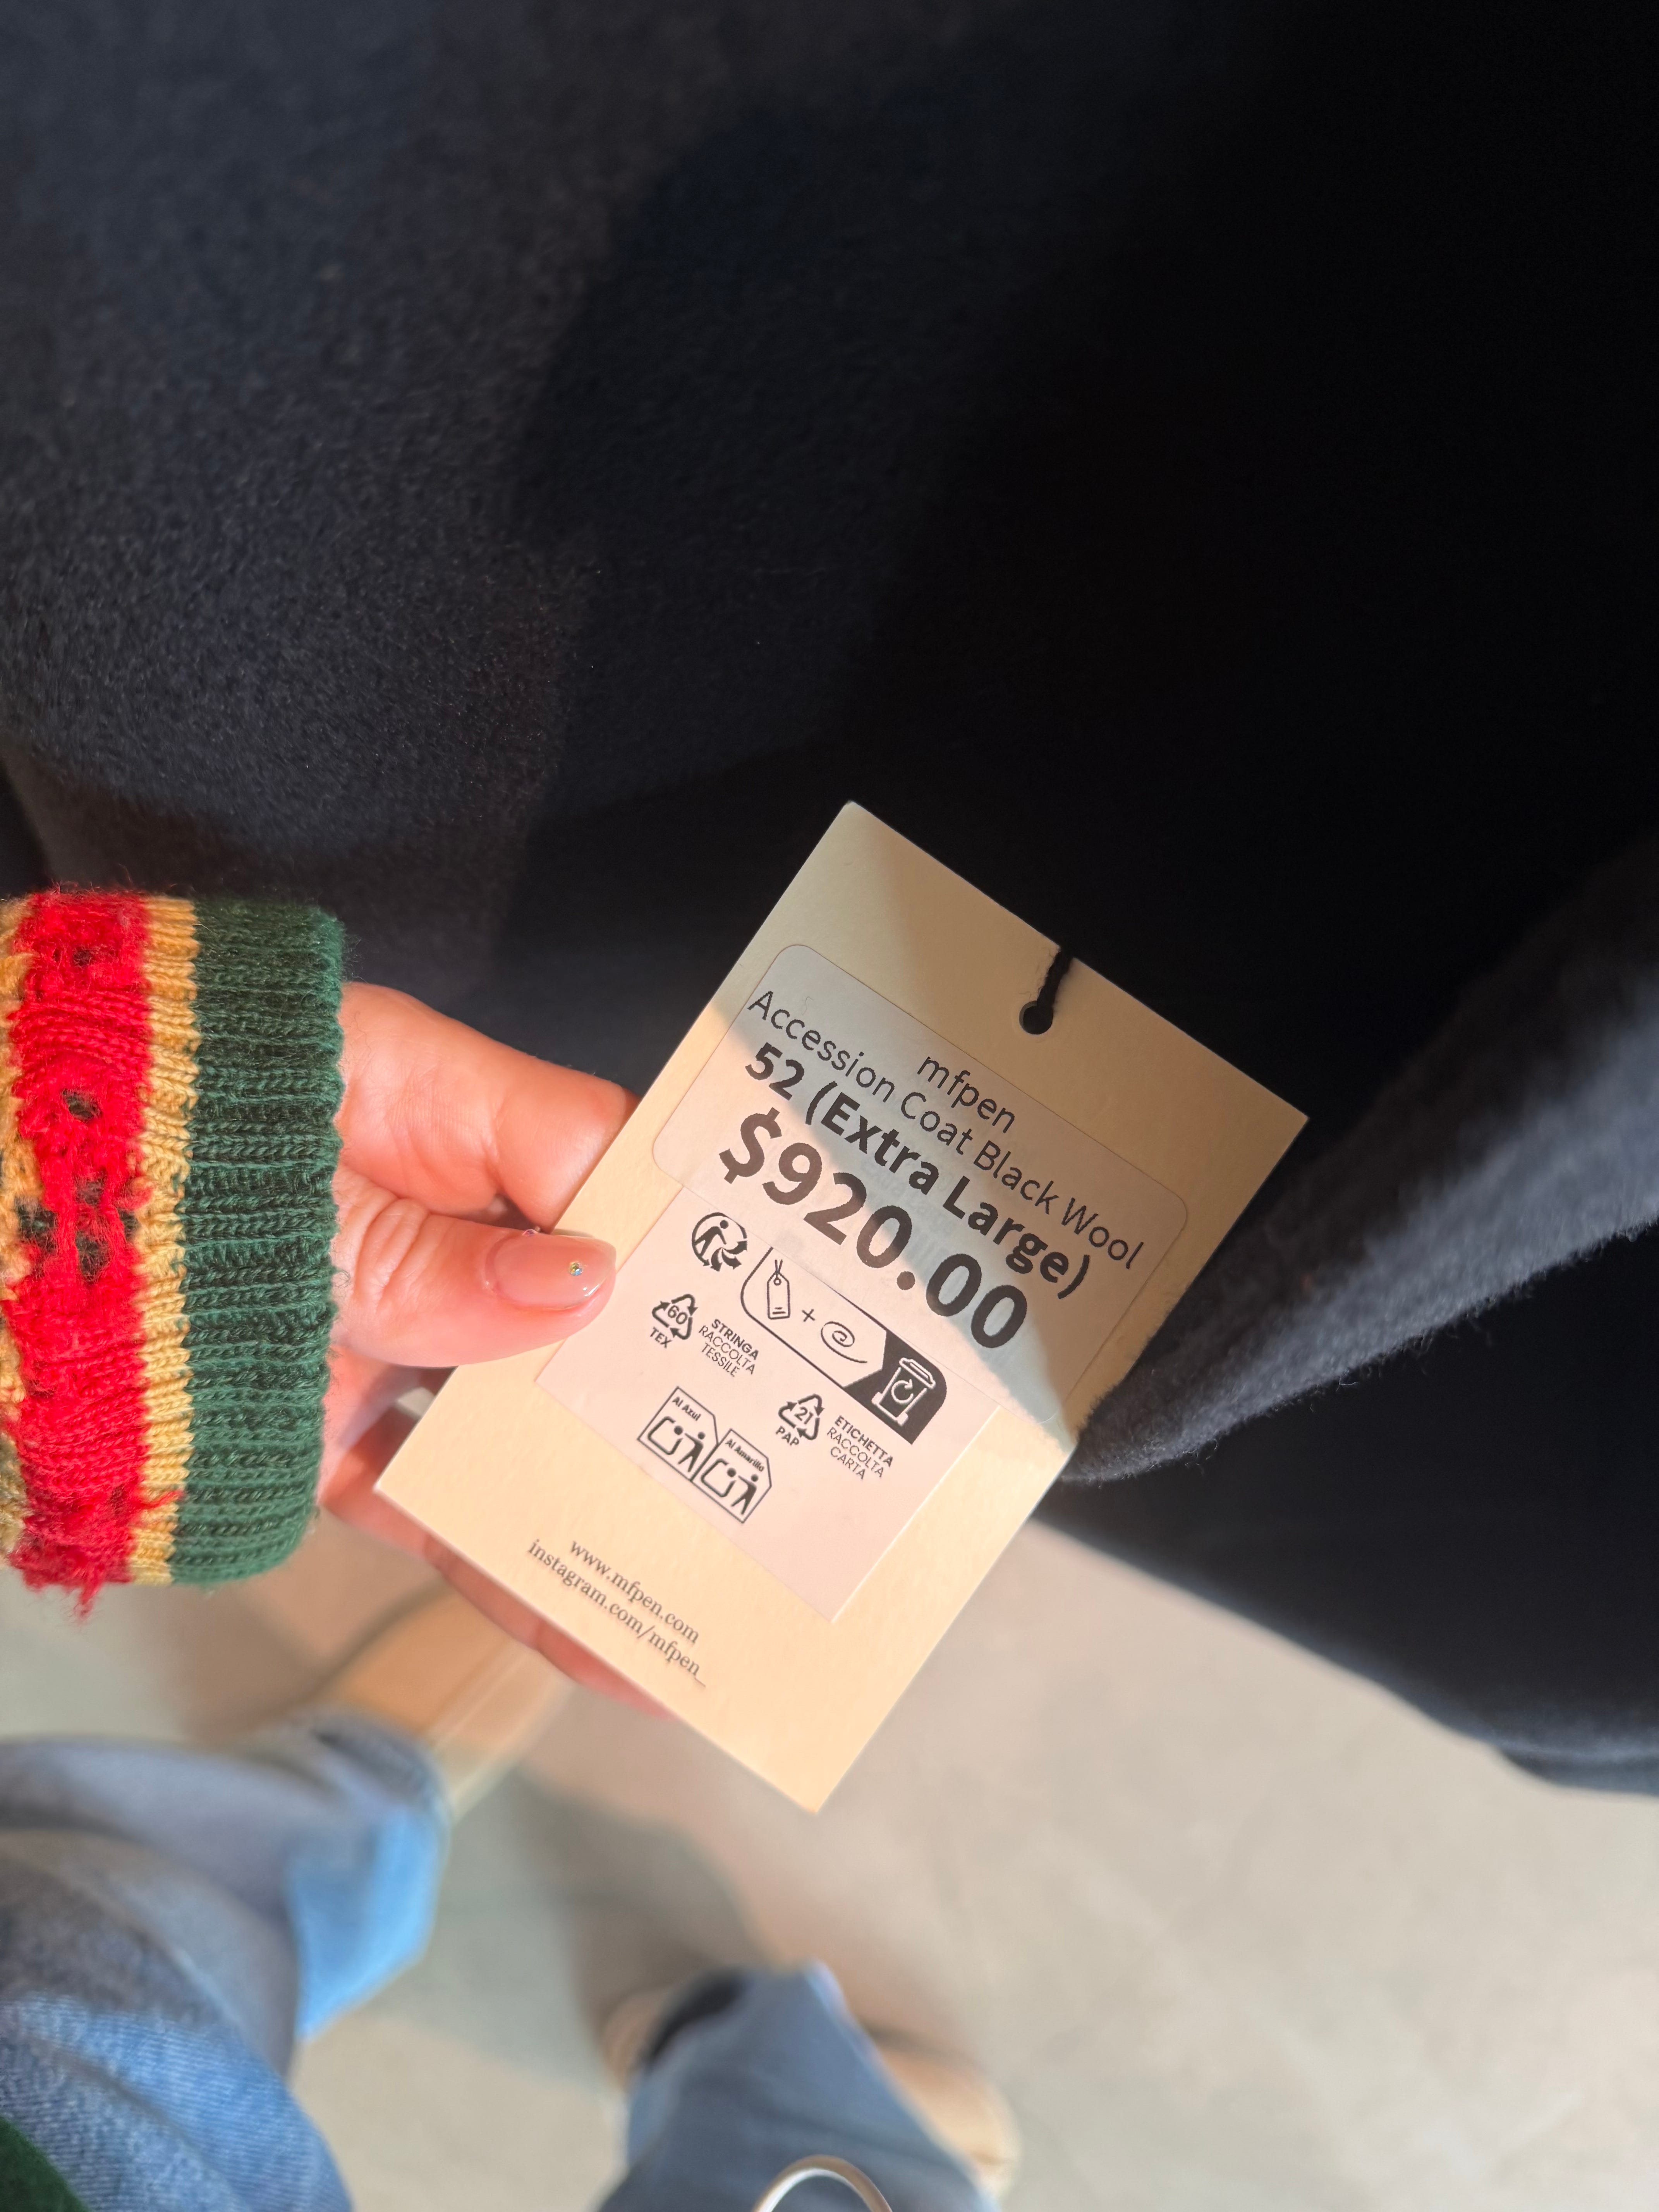 mfpen
Accession Coat Black Wool
52 (Extra Large)
$920.00
60
TEX
STRINGA
RACCOLTA
TESSILE
+
21
PAP
ETICHETTA
RACCOLTA
CARTA
Al Azul
Al Amarillo
www.mfpen.com
instagram.com/mfpen_